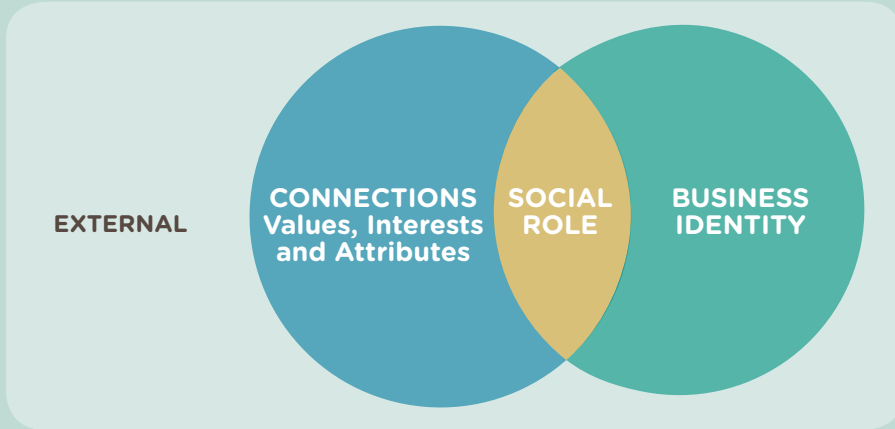 EXTERNAL
CONNECTIONS
Values, Interests
and Attributes
SOCIAL
ROLE
BUSINESS
IDENTITY